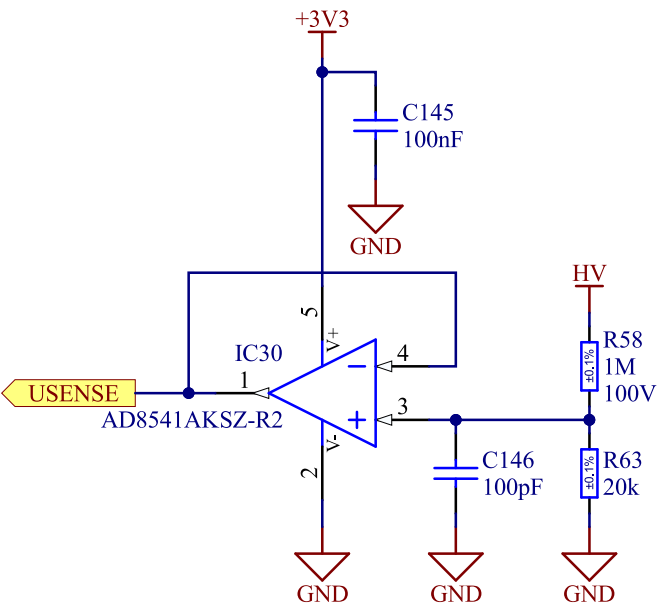 +3V3
C145
100nF
GND
HV
5
V+
IC30
4
R58
1M
100V
±0.1%
1
USENSE
AD8541AKSZ-R2
3
V-
2
C146
100pF
R63
20k
±0.1%
GND
GND
GND